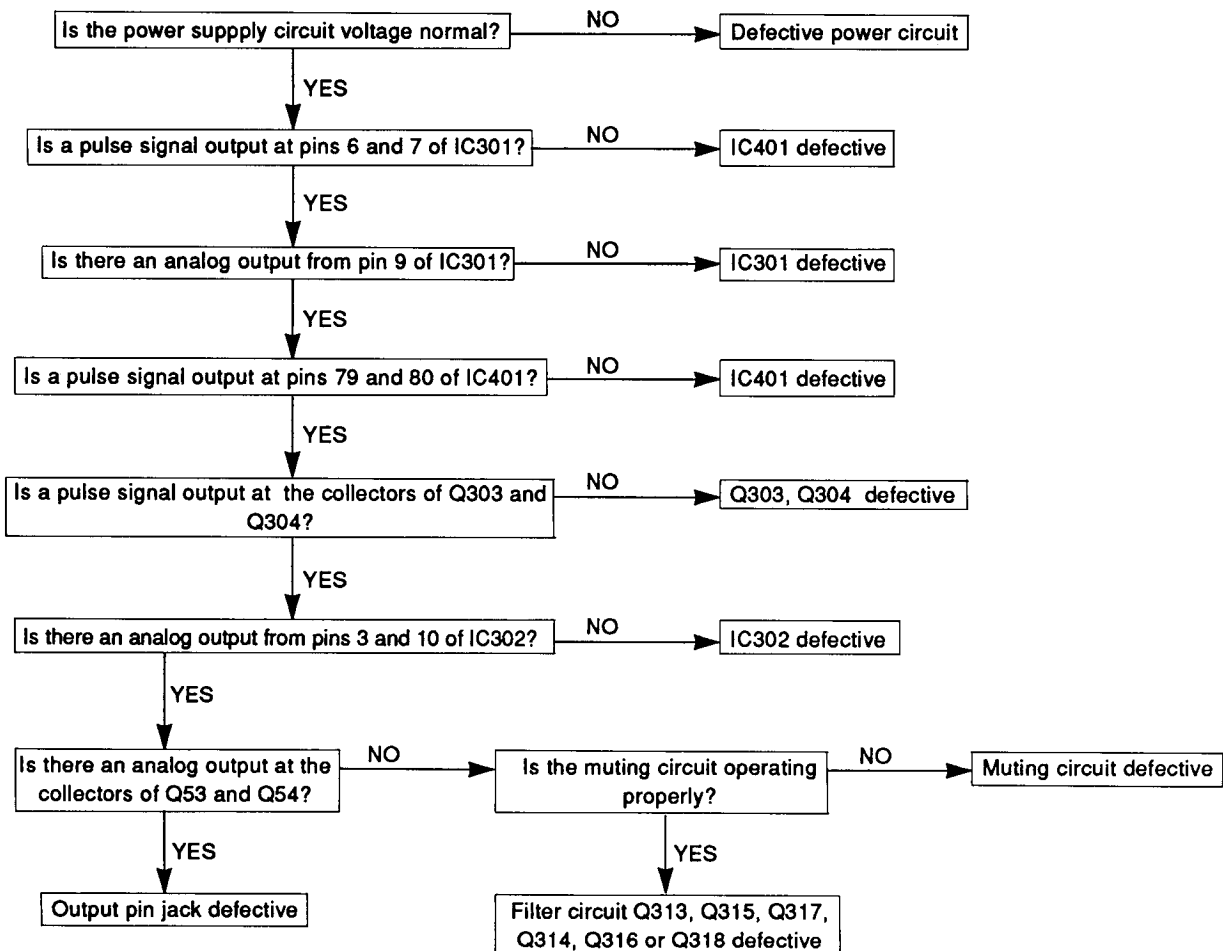 Is the power suppply circuit voltage normal?
NO
Defective power circuit
YES
Is a pulse signal output at pins 6 and 7 of IC301?
NO
IC401 defective
YES
Is there an analog output from pin 9 of IC301?
NO
IC301 defective
YES
Is a pulse signal output at pins 79 and 80 of IC401?
NO
IC401 defective
YES
Is a pulse signal output at the collectors of Q303 and
Q304?
NO
Q303, Q304 defective
YES
Is there an analog output from pins 3 and 10 of IC302?
NO
IC302 defective
YES
Is there an analog output at the
collectors of Q53 and Q54?
NO
Is the muting circuit operating
properly?
NO
Muting circuit defective
YES
YES
Output pin jack defective
Filter circuit Q313, Q315, Q317,
Q314, Q316 or Q318 defective